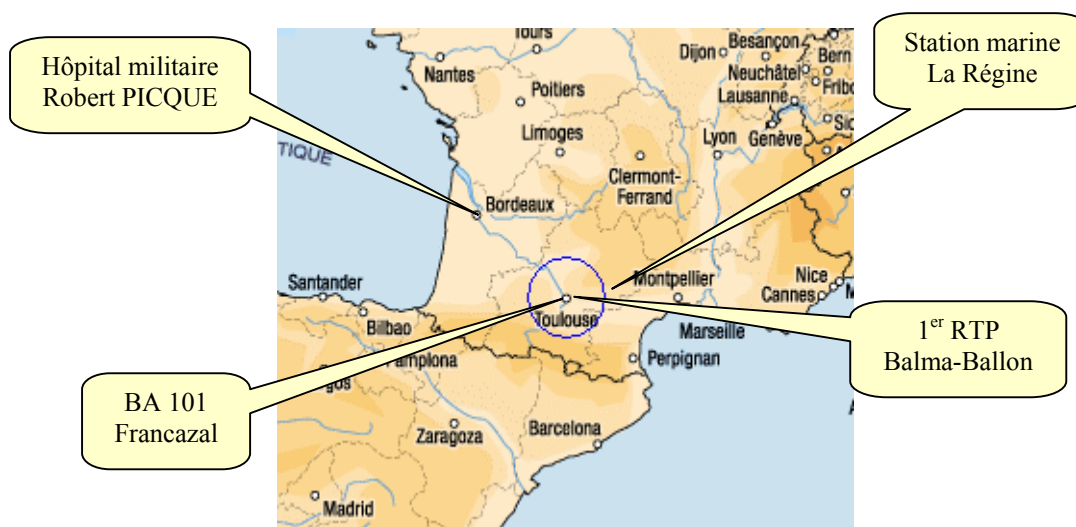 Hôpital militaire
Robert PICQUE
Station marine
La Régine
1er RTP
Balma-Ballon
BA 101
Francazal
Tours
Nantes
Poitiers
Limoges
Clermont-
Ferrand
Dijon
Besançon
Bern
Neuchâtel
Lausanne
Fribo
Sio
Lyon
Genève
TIQUE
Bordeaux
Santander
Bilbao
Pamplona
gos
Toulouse
Montpellier
Nice
Cannes
M
Marseille
Perpignan
Zaragoza
Barcelona
Madrid